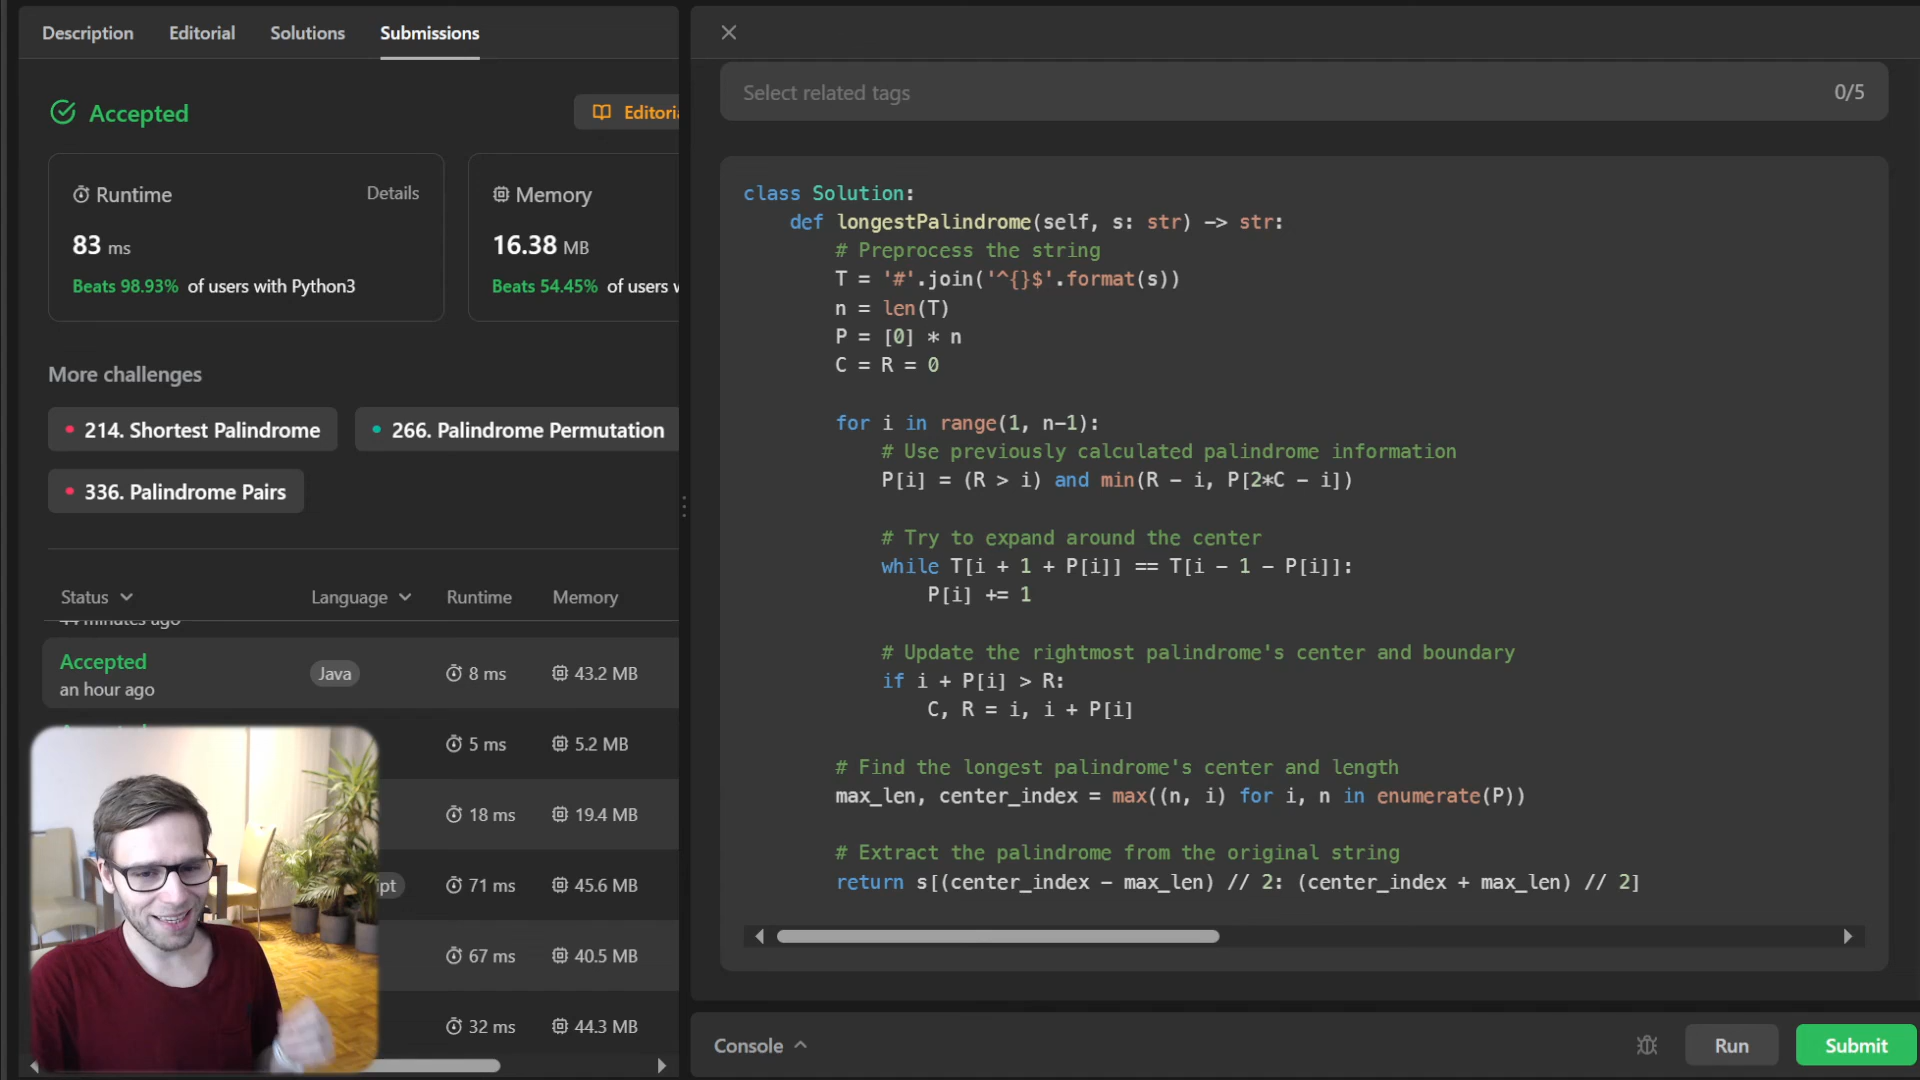 Description Editorial Solutions Submissions
Accepted
Runtime Details
83 ms
Beats 98.93% of users with Python3
Memory
16.38 MB
Beats 54.45% of users
More challenges
214. Shortest Palindrome 266. Palindrome Permutation
336. Palindrome Pairs
Status Language Runtime Memory
44 minutes ago
Accepted Java 8 ms 43.2 MB
an hour ago
5 ms 5.2 MB
18 ms 19.4 MB
ipt 71 ms 45.6 MB
67 ms 40.5 MB
32 ms 44.3 MB
Select related tags 0/5
class Solution:
    def longestPalindrome(self, s: str) -> str:
        # Preprocess the string
        T = '#'.join('^{}$'.format(s))
        n = len(T)
        P = [0] * n
        C = R = 0
        for i in range(1, n-1):
            # Use previously calculated palindrome information
            P[i] = (R > i) and min(R - i, P[2*C - i])
            # Try to expand around the center
            while T[i + 1 + P[i]] == T[i - 1 - P[i]]:
                P[i] += 1
            # Update the rightmost palindrome's center and boundary
            if i + P[i] > R:
                C, R = i, i + P[i]
        # Find the longest palindrome's center and length
        max_len, center_index = max((n, i) for i, n in enumerate(P))
        # Extract the palindrome from the original string
        return s[(center_index - max_len) // 2: (center_index + max_len) // 2]
Console Run Submit